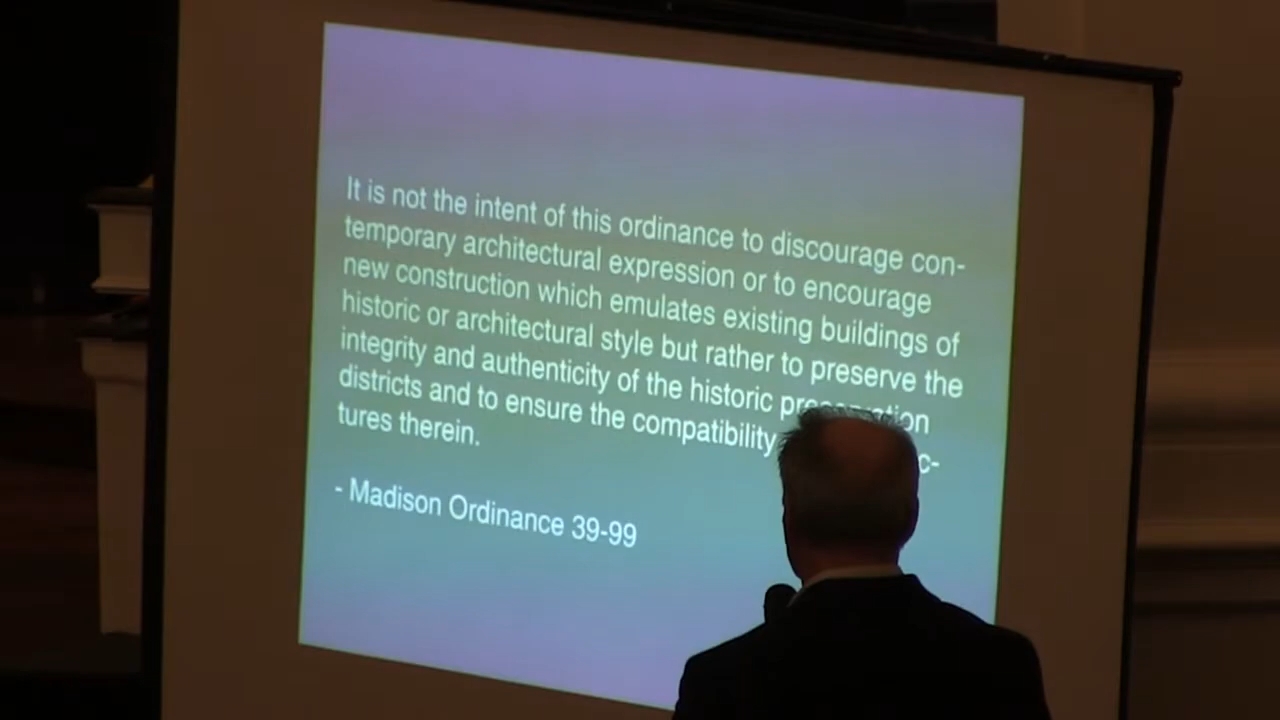 It is not the intent of this ordinance to discourage con-
temporary architectural expression or to encourage
new construction which emulates existing buildings of
historic or architectural style but rather to preserve the
integrity and authenticity of the historic
districts and to ensure the compatibility
tures therein.
- Madison Ordinance 39-99